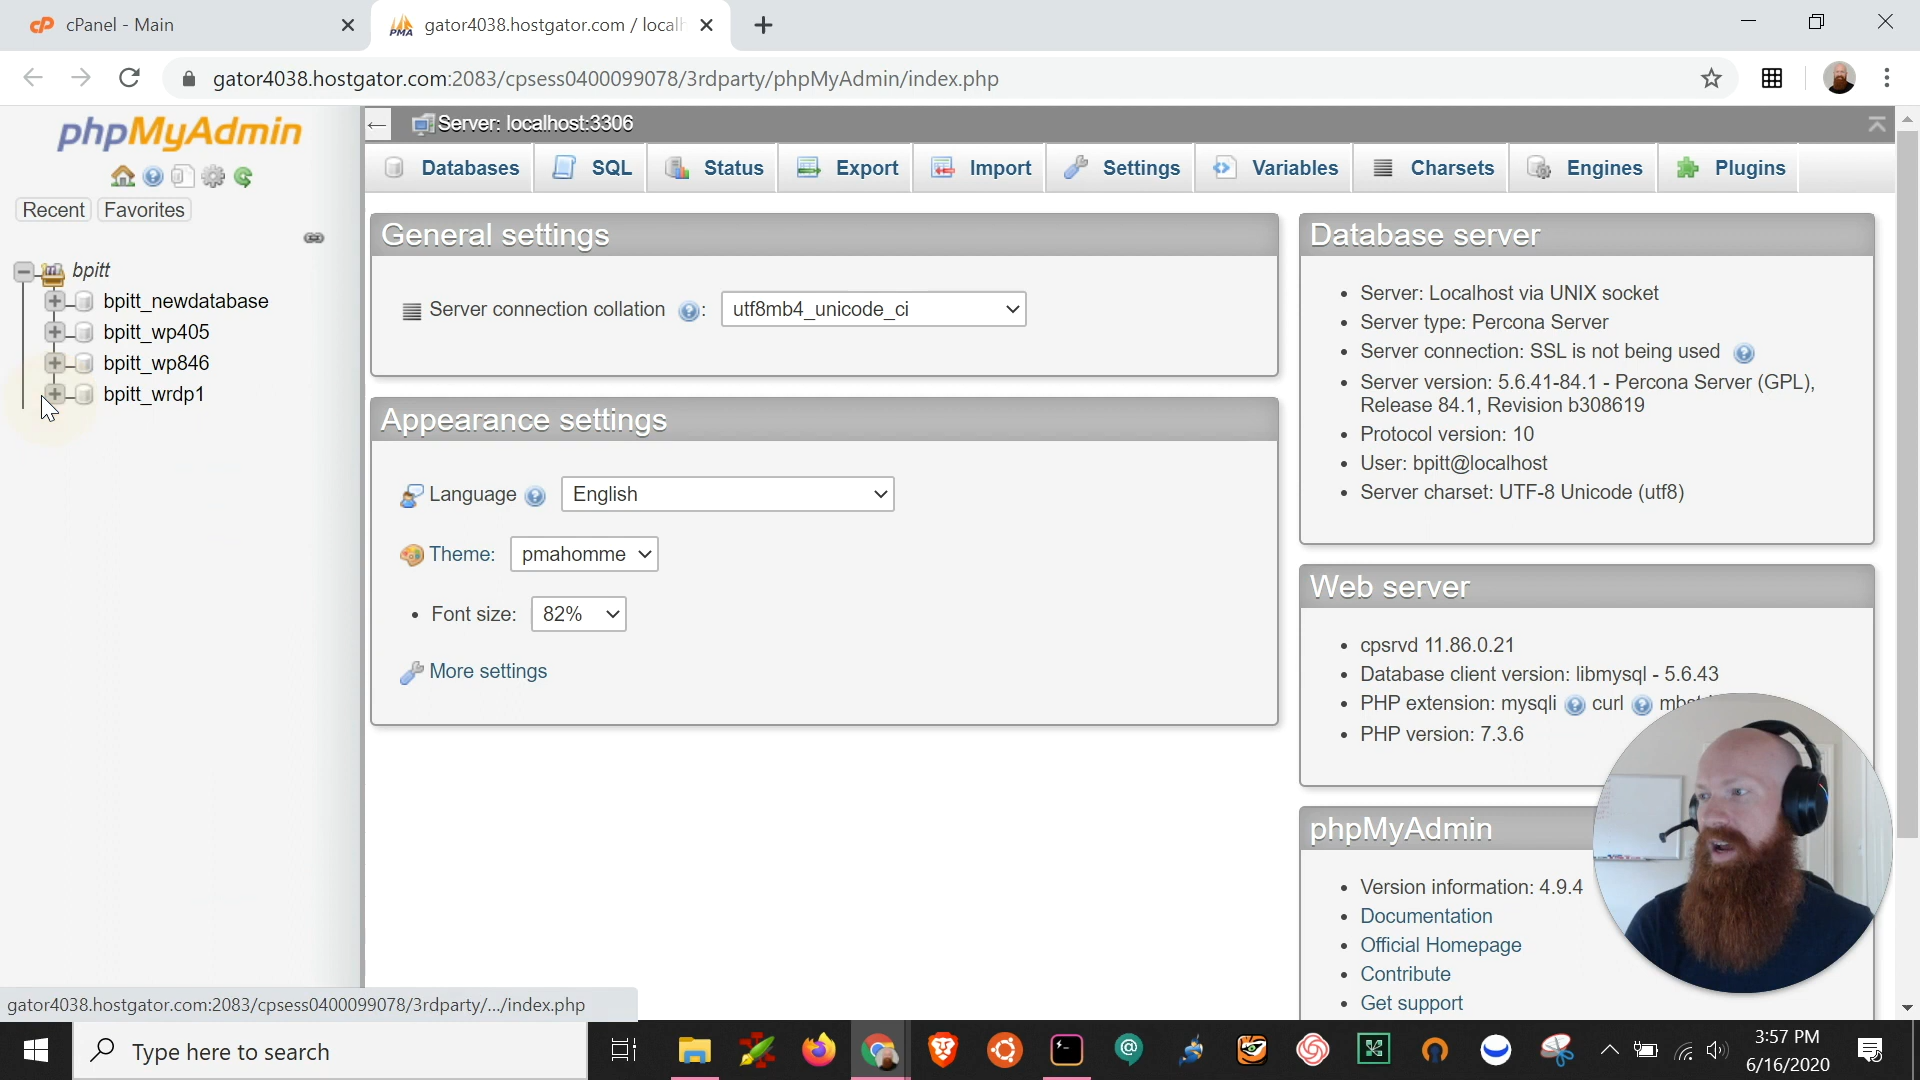 cPanel - Main
gator4038.hostgator.com / local
gator4038.hostgator.com:2083/cpsess0400099078/3rdparty/phpMyAdmin/index.php
phpMyAdmin
Recent
Favorites
bpitt
bpitt_newdatabase
bpitt_wp405
bpitt_wp846
bpitt_wrdp1
Server: localhost:3306
Databases
SQL
Status
Export
Import
Settings
Variables
Charsets
Engines
Plugins
General settings
Server connection collation : utf8mb4_unicode_ci
Appearance settings
Language English
Theme: pmahomme
Font size: 82%
More settings
Database server
Server: Localhost via UNIX socket
Server type: Percona Server
Server connection: SSL is not being used
Server version: 5.6.41-84.1 - Percona Server (GPL),
Release 84.1, Revision b308619
Protocol version: 10
User: bpitt@localhost
Server charset: UTF-8 Unicode (utf8)
Web server
cpsrvd 11.86.0.21
Database client version: libmysql - 5.6.43
PHP extension: mysqli curl
PHP version: 7.3.6
phpMyAdmin
Version information: 4.9.4
Documentation
Official Homepage
Contribute
Get support
gator4038.hostgator.com:2083/cpsess0400099078/3rdparty/.../index.php
Type here to search
3:57 PM
6/16/2020